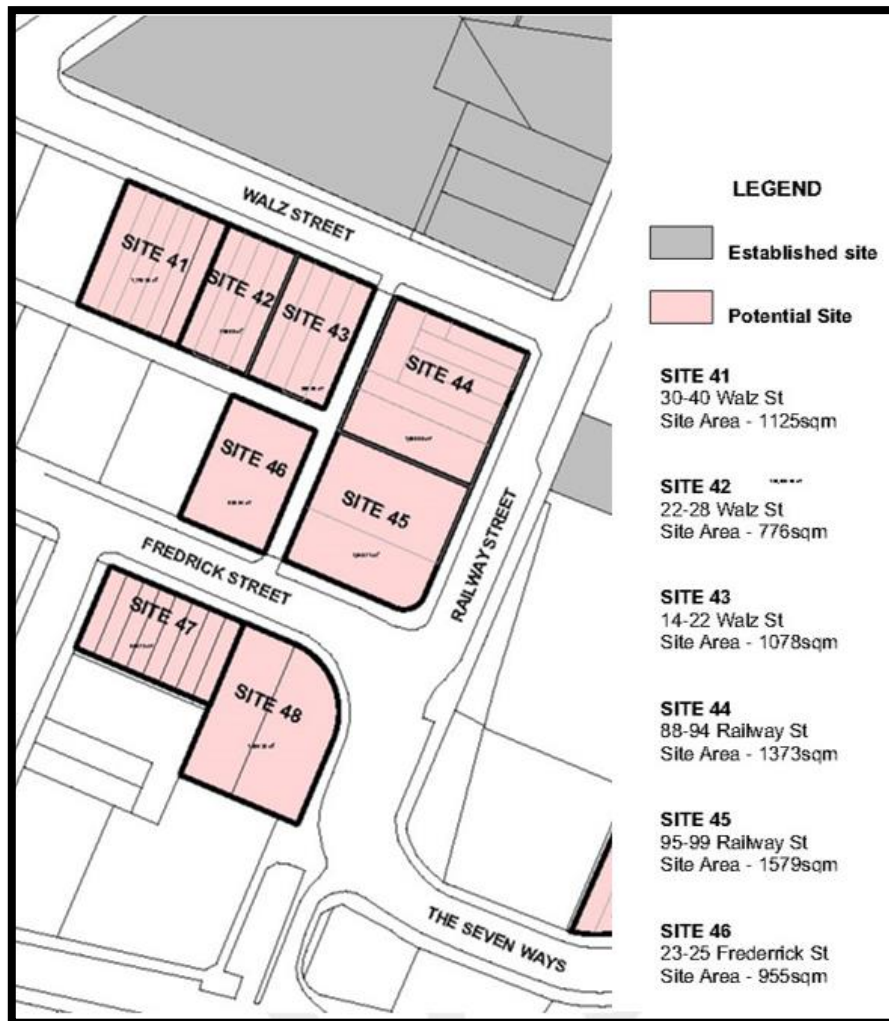 WALZ STREET
SITE 41
SITE 42
SITE 43
SITE 44
SITE 46
SITE 45
FREDRICK STREET
RAILWAY STREET
SITE 47
SITE 48
THE SEVEN WAYS
LEGEND
Established site
Potential Site
SITE 41
30-40 Walz St
Site Area - 1125sqm
SITE 42
22-28 Walz St
Site Area - 776sqm
SITE 43
14-22 Walz St
Site Area - 1078sqm
SITE 44
88-94 Railway St
Site Area - 1373sqm
SITE 45
95-99 Railway St
Site Area - 1579sqm
SITE 46
23-25 Frederrick St
Site Area - 955sqm